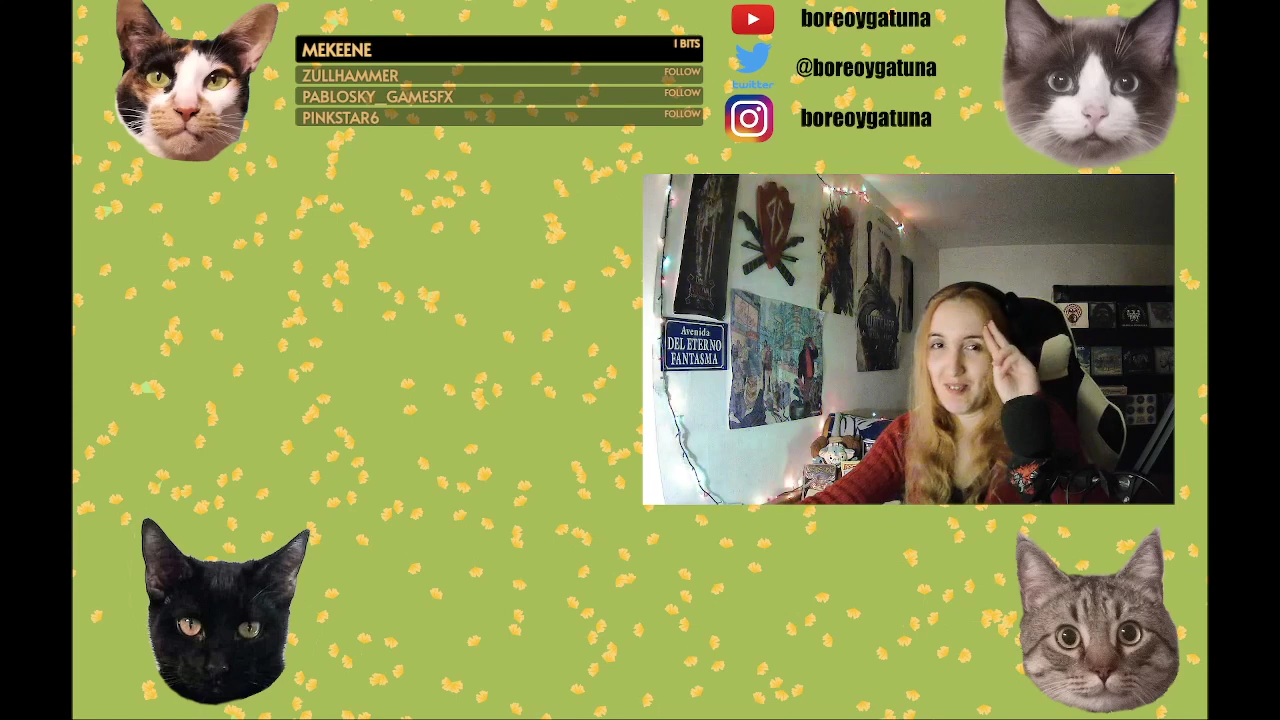 MEKEENE
1 BITS
ZULLHAMMER
FOLLOW
PABLOSKY_GAMESFX
FOLLOW
PINKSTAR6
FOLLOW
boreoygatuna
@boreoygatuna
twitter
boreoygatuna
Avenida
DEL ETERNO
FANTASMA